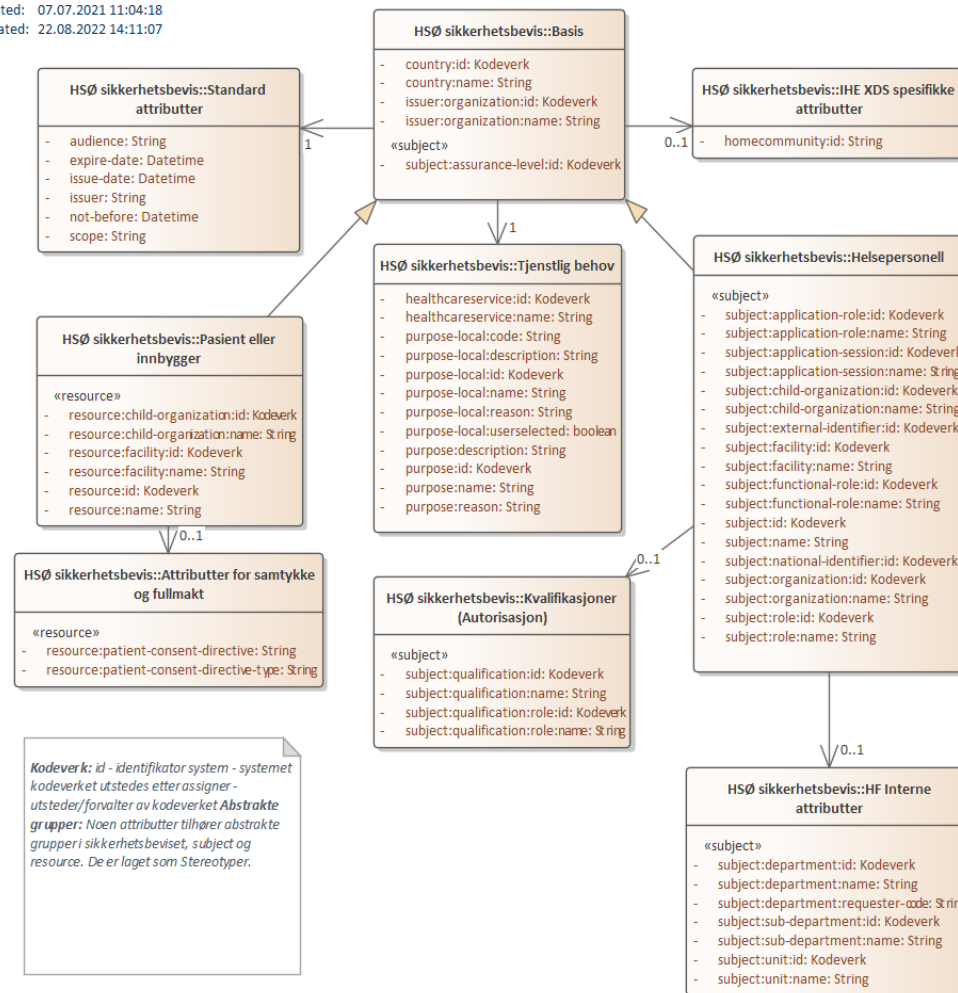 07.07.2021 11:04:18
22.08.2022 14:11:07
HSØ sikkerhetsbevis::Basis
- country:id: Kodeverk
- country:name: String
- issuer:organization:id: Kodeverk
- issuer:organization:name: String
«subject»
- subject:assurance-level:id: Kodeverk
HSØ sikkerhetsbevis::Standard
attributter
- audience: String
- expire-date: Datetime
- issue-date: Datetime
- issuer: String
- not-before: Datetime
- scope: String
1
HSØ sikkerhetsbevis::IHE XDS spesifikke
attributter
- homecommunity:id: String
0..1
1
HSØ sikkerhetsbevis::Tjenstlig behov
- healthcareservice:id: Kodeverk
- healthcareservice:name: String
- purpose-local:code: String
- purpose-local:description: String
- purpose-local:id: Kodeverk
- purpose-local:name: String
- purpose-local:reason: String
- purpose-local:userselected: boolean
- purpose:description: String
- purpose:id: Kodeverk
- purpose:name: String
- purpose:reason: String
HSØ sikkerhetsbevis::Helsepersonell
«subject»
- subject:application-role:id: Kodeverk
- subject:application-role:name: String
- subject:application-session:id: Kodeverk
- subject:application-session:name: String
- subject:child-organization:id: Kodeverk
- subject:child-organization:name: String
- subject:external-identifier:id: Kodeverk
- subject:facility:id: Kodeverk
- subject:facility:name: String
- subject:functional-role:id: Kodeverk
- subject:functional-role:name: String
- subject:id: Kodeverk
- subject:name: String
- subject:national-identifier:id: Kodeverk
- subject:organization:id: Kodeverk
- subject:organization:name: String
- subject:role:id: Kodeverk
- subject:role:name: String
HSØ sikkerhetsbevis::Pasient eller
innbygger
«resource»
- resource:child-organization:id: Kodeverk
- resource:child-organization:name: String
- resource:facility:id: Kodeverk
- resource:facility:name: String
- resource:id: Kodeverk
- resource:name: String
0..1
HSØ sikkerhetsbevis::Attributter for samtykke
og fullmakt
«resource»
- resource:patient-consent-directive: String
- resource:patient-consent-directive-type: String
0..1
HSØ sikkerhetsbevis::Kvalifikasjoner
(Autorisasjon)
«subject»
- subject:qualification:id: Kodeverk
- subject:qualification:name: String
- subject:qualification:role:id: Kodeverk
- subject:qualification:role:name: String
Kodeverk: id - identifikator system - systemet
kodeverket utstedes etter assigner -
utsteder/forvalter av kodeverket Abstrakte
grupper: Noen attributter tilhører abstrakte
grupper i sikkerhetsbeviset, subject og
resource. De er laget som Stereotyper.
0..1
HSØ sikkerhetsbevis::HF Interne
attributter
«subject»
- subject:department:id: Kodeverk
- subject:department:name: String
- subject:department:requester-code: Strin
- subject:sub-department:id: Kodeverk
- subject:sub-department:name: String
- subject:unit:id: Kodeverk
- subject:unit:name: String